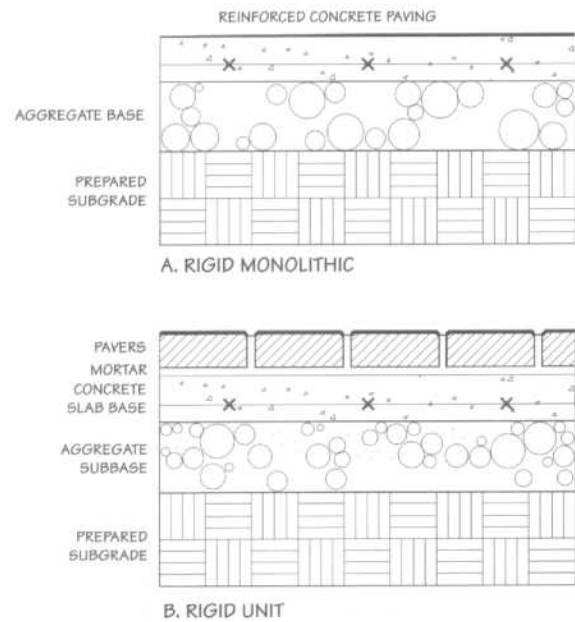 REINFORCED CONCRETE PAVING
AGGREGATE BASE
PREPARED
SUBGRADE
A. RIGID MONOLITHIC
PAVERS
MORTAR
CONCRETE
SLAB BASE
AGGREGATE
SUBBASE
PREPARED
SUBGRADE
B. RIGID UNIT